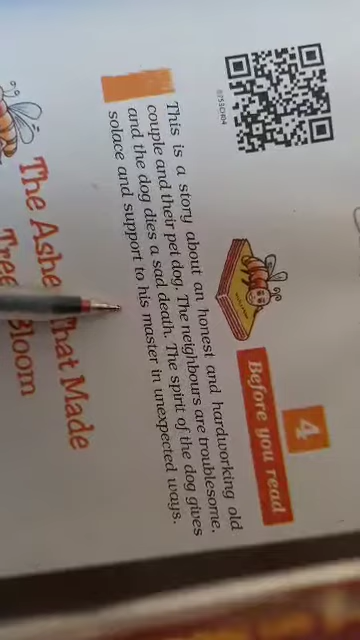 4
Before you read
0753CH04
This is a story about an honest and hardworking old
couple and their pet dog. The neighbours are troublesome,
and the dog dies a sad death. The spirit of the dog gives
solace and support to his master in unexpected ways.
The Ashes That Made
Trees Bloom